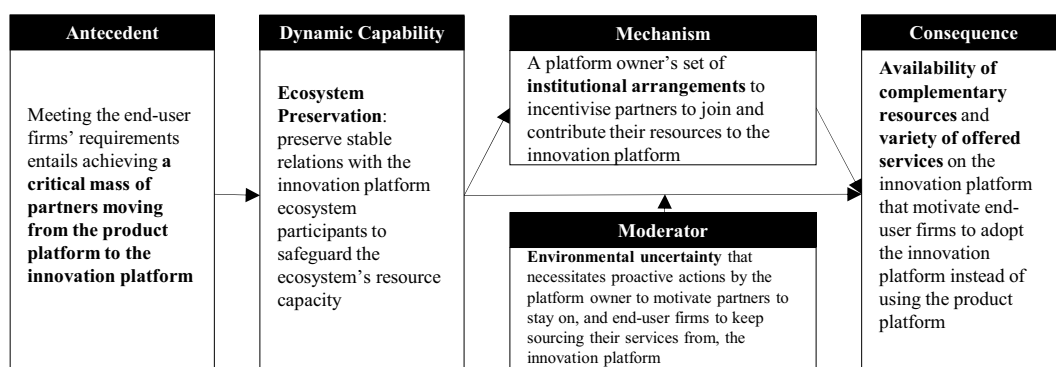 Antecedent
Meeting the end-user
firms' requirements
entails achieving a
critical mass of
partners moving
from the product
platform to the
innovation platform
Dynamic Capability
Ecosystem
Preservation:
preserve stable
relations with the
innovation platform
ecosystem
participants to
safeguard the
ecosystem's resource
capacity
Mechanism
A platform owner's set of
institutional arrangements to
incentivise partners to join and
contribute their resources to the
innovation platform
Moderator
Environmental uncertainty that
necessitates proactive actions by the
platform owner to motivate partners to
stay on, and end-user firms to keep
sourcing their services from, the
innovation platform
Consequence
Availability of
complementary
resources and
variety of offered
services on the
innovation platform
that motivate end-
user firms to adopt
the innovation
platform instead of
using the product
platform